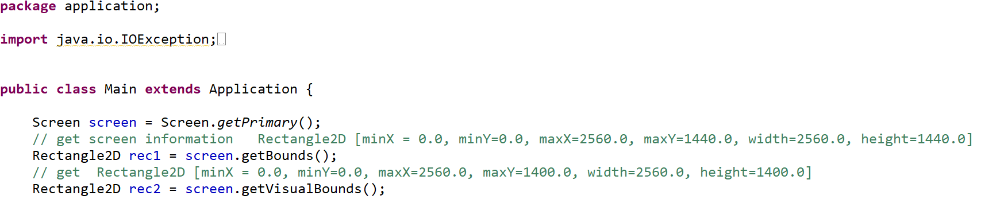 package application;
import java.io.IOException;
public class Main extends Application {
Screen screen = Screen.getPrimary();
// get screen information   Rectangle2D [minX = 0.0, minY=0.0, maxX=2560.0, maxY=1440.0, width=2560.0, height=1440.0]
Rectangle2D rec1 = screen.getBounds();
// get  Rectangle2D [minX = 0.0, minY=0.0, maxX=2560.0, maxY=1400.0, width=2560.0, height=1400.0]
Rectangle2D rec2 = screen.getVisualBounds();